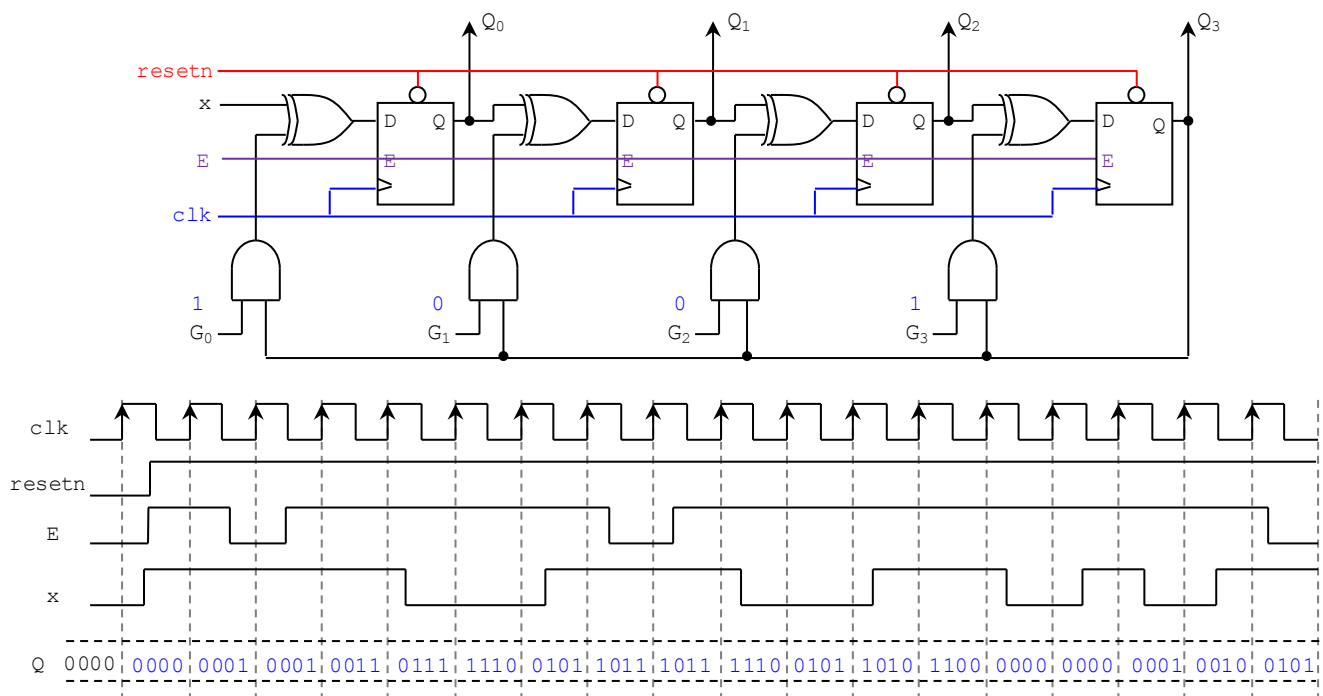 Q0 Q1 Q2 Q3
resetn
x
D Q D Q D Q D Q
E E E E E
clk
1 0 0 1
G0 G1 G2 G3
clk
resetn
E
x
Q 0000 0000 0001 0001 0011 0111 1110 0101 1011 1011 1110 0101 1010 1100 0000 0000 0001 0010 0101